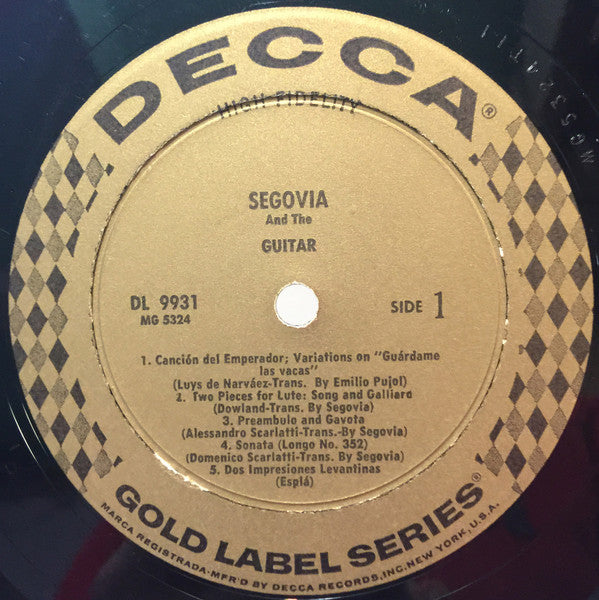 DECCA®
HIGH FIDELITY
SEGOVIA
And The
GUITAR
DL 9931
MG 5324
SIDE 1
1. Canción del Emperador; Variations on "Guárdame
las vacas"
(Luys de Narváez-Trans. By Emilio Pujol)
2. Two Pieces for Lute: Song and Galliard
(Dowland-Trans. By Segovia)
3. Preambulo and Gavota
(Alessandro Scarlatti-Trans.-By Segovia)
4. Sonata (Longo No. 352)
(Domenico Scarlatti-Trans. By Segovia)
5. Dos Impresiones Levantinas
(Esplá)
GOLD LABEL SERIES®
MARCA REGISTRADA-MFR'D BY DECCA RECORDS, INC. NEW YORK, U.S.A.